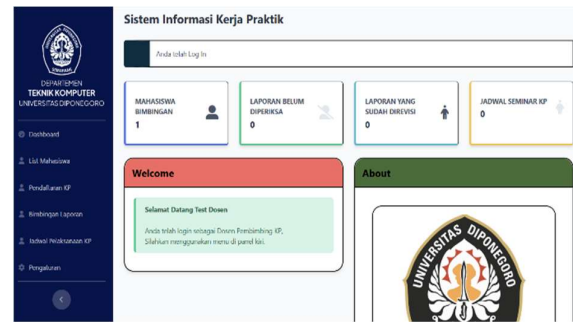 Sistem Informasi Kerja Praktik
Anda telah Log In
UNIVERSITAS DIPONEGORO
DEPARTEMEN
TEKNIK KOMPUTER
UNIVERSITAS DIPONEGORO
Dashboard
List Mahasiswa
Pendaftaran KP
Bimbingan Laporan
Jadwal Pelaksanaan KP
Pengaturan
MAHASISWA
BIMBINGAN
1
LAPORAN BELUM
DIPERIKSA
0
LAPORAN YANG
SUDAH DIREVISI
0
JADWAL SEMINAR KP
0
Welcome
Selamat Datang Test Dosen
Anda telah login sebagai Dosen Pembimbing KP,
Silahkan menggunakan menu di panel kiri.
About
UNIVERSITAS DIPONEGORO